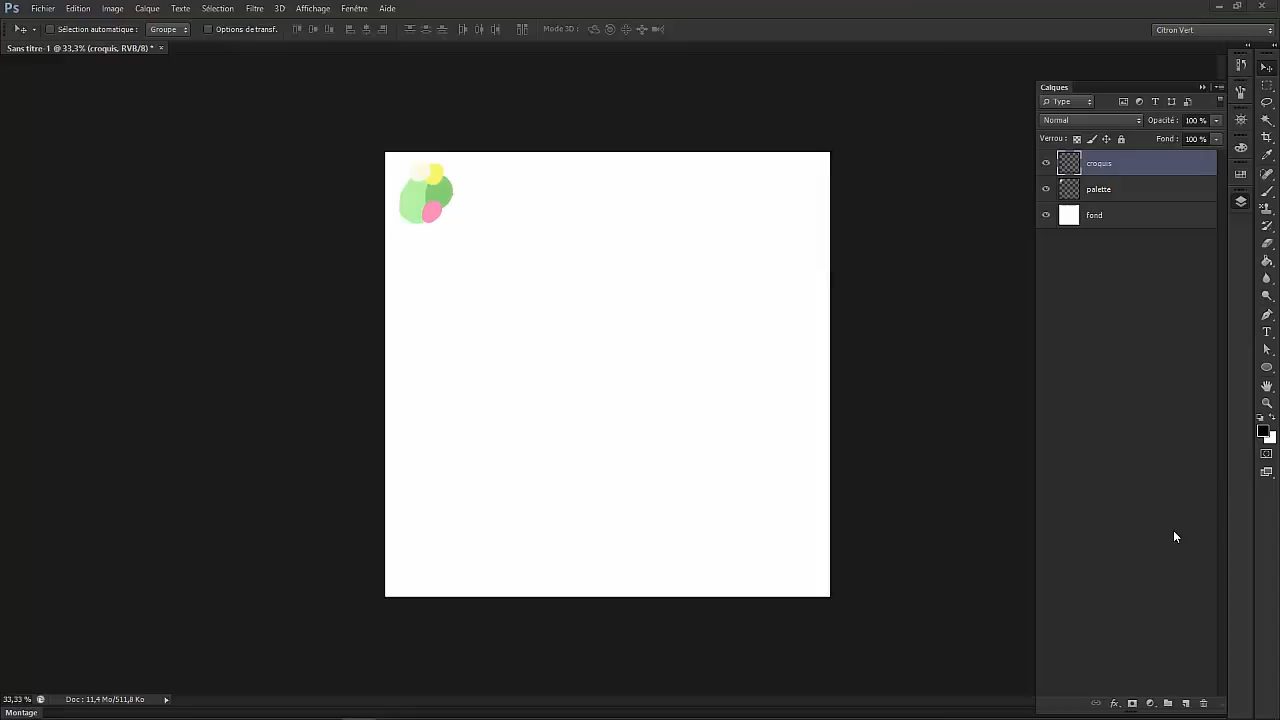 Ps Fichier Edition Image Calque Texte Sélection Filtre 3D Affichage Fenêtre Aide
Sélection automatique : Groupe Options de transf. Mode 3D : Citron Vert
Sans titre-1 @ 33,3% (croquis, RVB/8) * ×
Calques
Type T
Normal Opacité : 100 %
Verrou : Fond : 100 %
croquis
palette
fond
T
fx
33,33 % Doc : 11,4 Mo/511,8 Ko
Montage